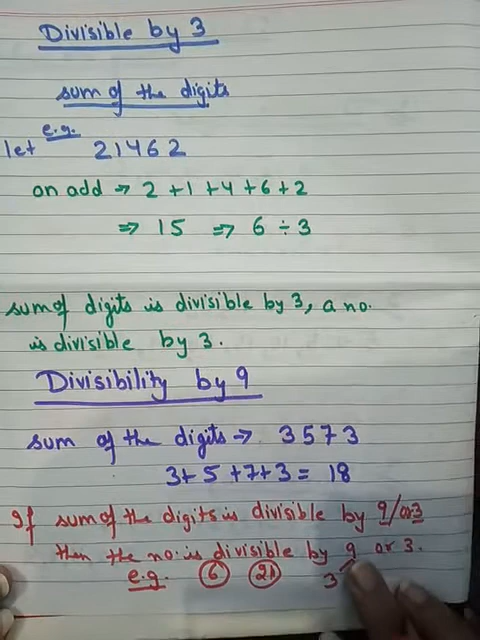 Divisible by 3
sum of the digits
e.g.
let 21462
on add → 2+1+4+6+2
⇒ 15 ⇒ 6 ÷ 3
sum of digits is divisible by 3, a no.
is divisible by 3.
Divisibility by 9
sum of the digits → 3573
3+5+7+3 = 18
If sum of the digits is divisible by 9/or 3
then the no. is divisible by 9 or 3.
e.g. 6 21 3